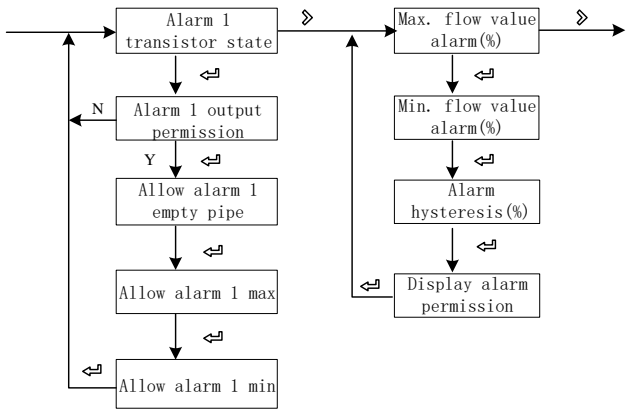 Alarm 1
transistor state
N
Alarm 1 output
permission
Y
Allow alarm 1
empty pipe
Allow alarm 1 max
Allow alarm 1 min
Max. flow value
alarm(%)
Min. flow value
alarm(%)
Alarm
hysteresis(%)
Display alarm
permission